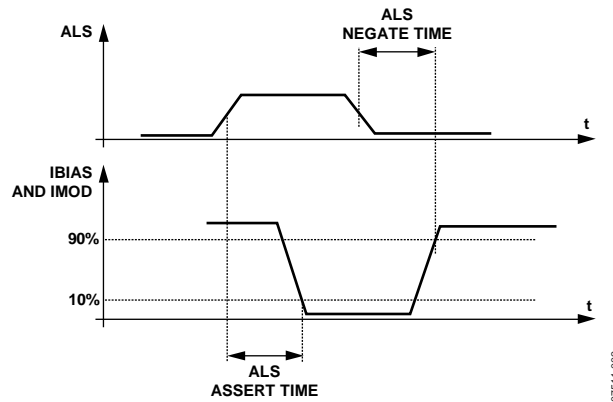 ALS
NEGATE TIME
ALS
t
IBIAS
AND IMOD
90%
10%
t
ALS
ASSERT TIME